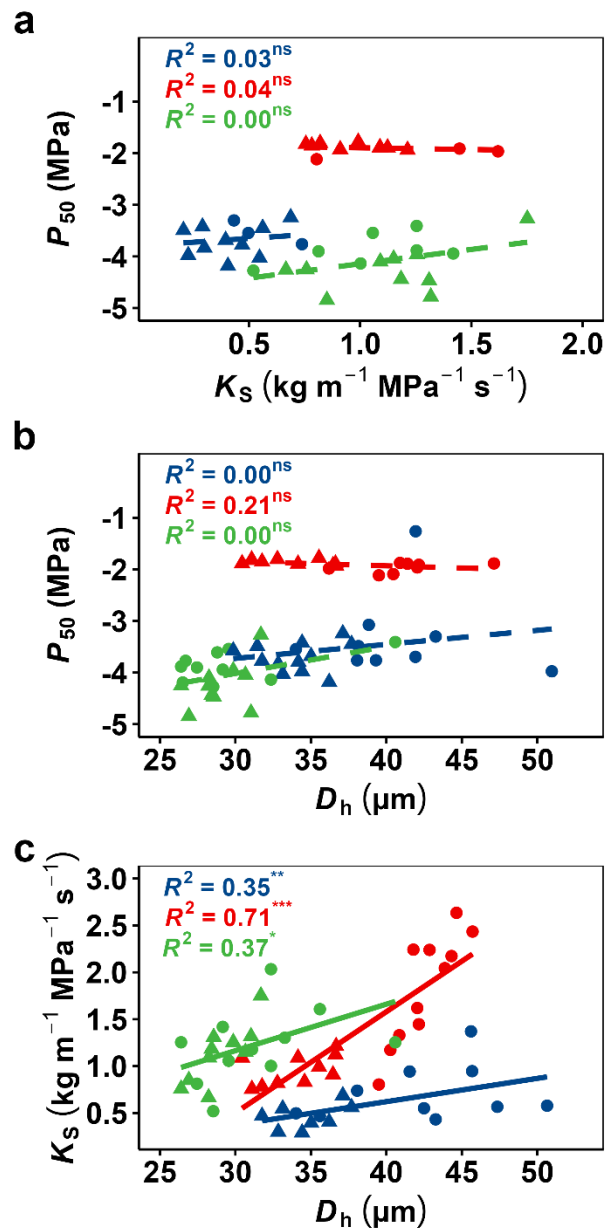 a
R² = 0.03ⁿˢ
R² = 0.04ⁿˢ
R² = 0.00ⁿˢ
P₅₀ (MPa)
-1
-2
-3
-4
-5
0.5 1.0 1.5 2.0
K_S (kg m⁻¹ MPa⁻¹ s⁻¹)
b
R² = 0.00ⁿˢ
R² = 0.21ⁿˢ
R² = 0.00ⁿˢ
P₅₀ (MPa)
-1
-2
-3
-4
-5
25 30 35 40 45 50
D_h (μm)
c
R² = 0.35**
R² = 0.71***
R² = 0.37*
K_S (kg m⁻¹ MPa⁻¹ s⁻¹)
3.0
2.5
2.0
1.5
1.0
0.5
25 30 35 40 45 50
D_h (μm)